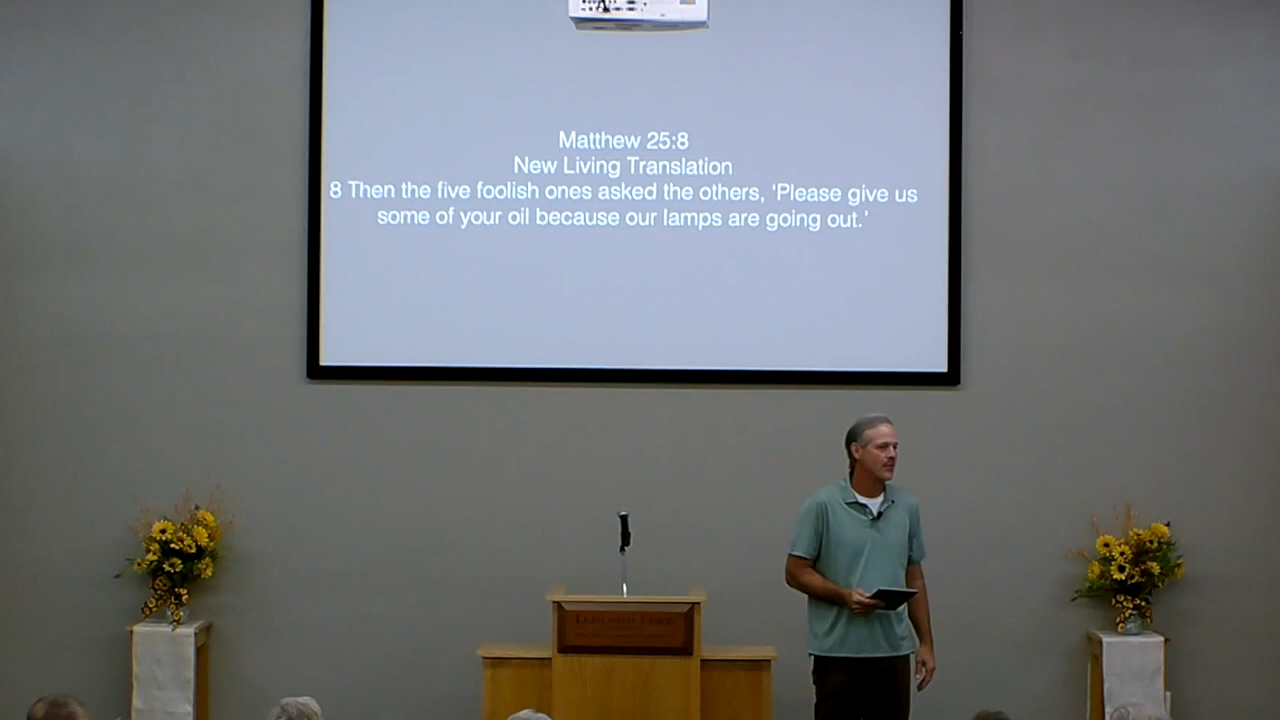 Matthew 25:8
New Living Translation
8 Then the five foolish ones asked the others, ‘Please give us
some of your oil because our lamps are going out.’